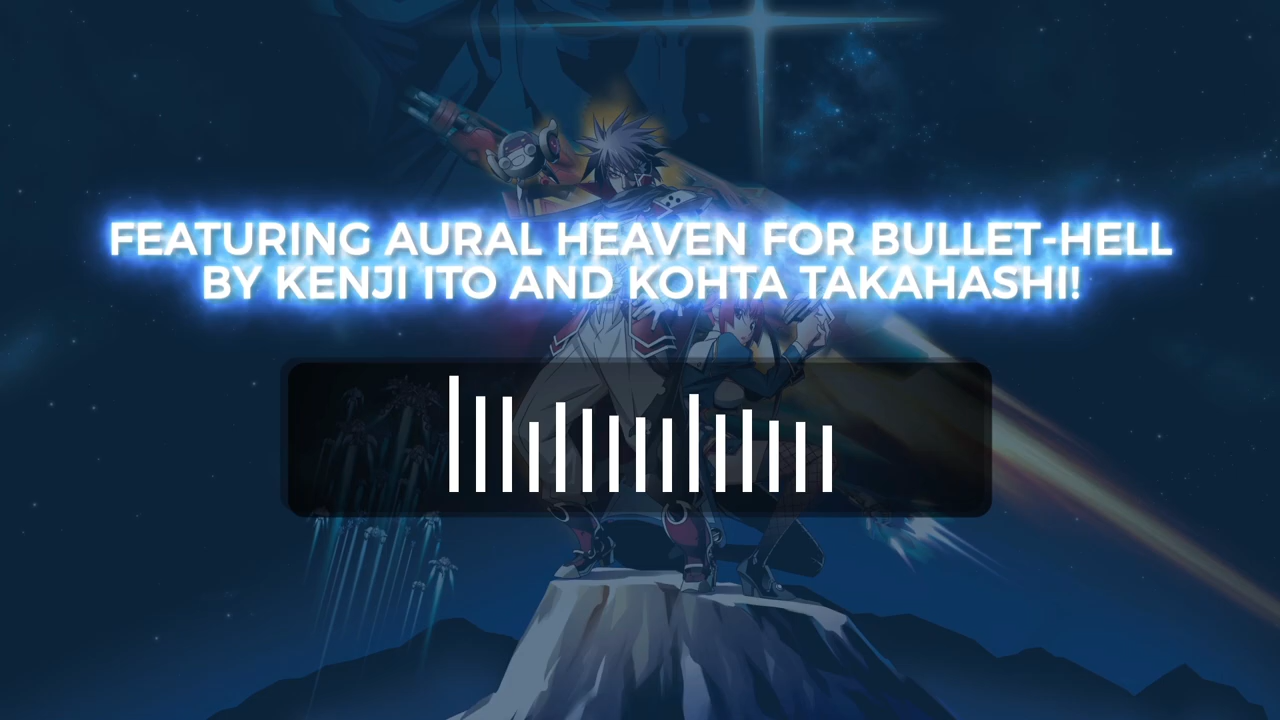 FEATURING AURAL HEAVEN FOR BULLET-HELL
BY KENJI ITO AND KOHTA TAKAHASHI!